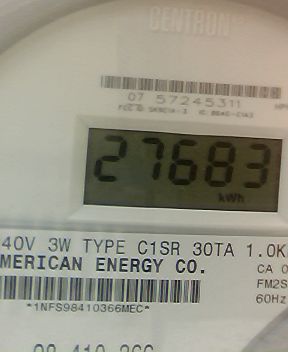 CENTRON
07 57245311
27683
kWh
40V 3W TYPE C1SR 30TA 1.0K
MERICAN ENERGY CO.
CA 0
FM2S
60Hz
*1NFS98410366MEC*